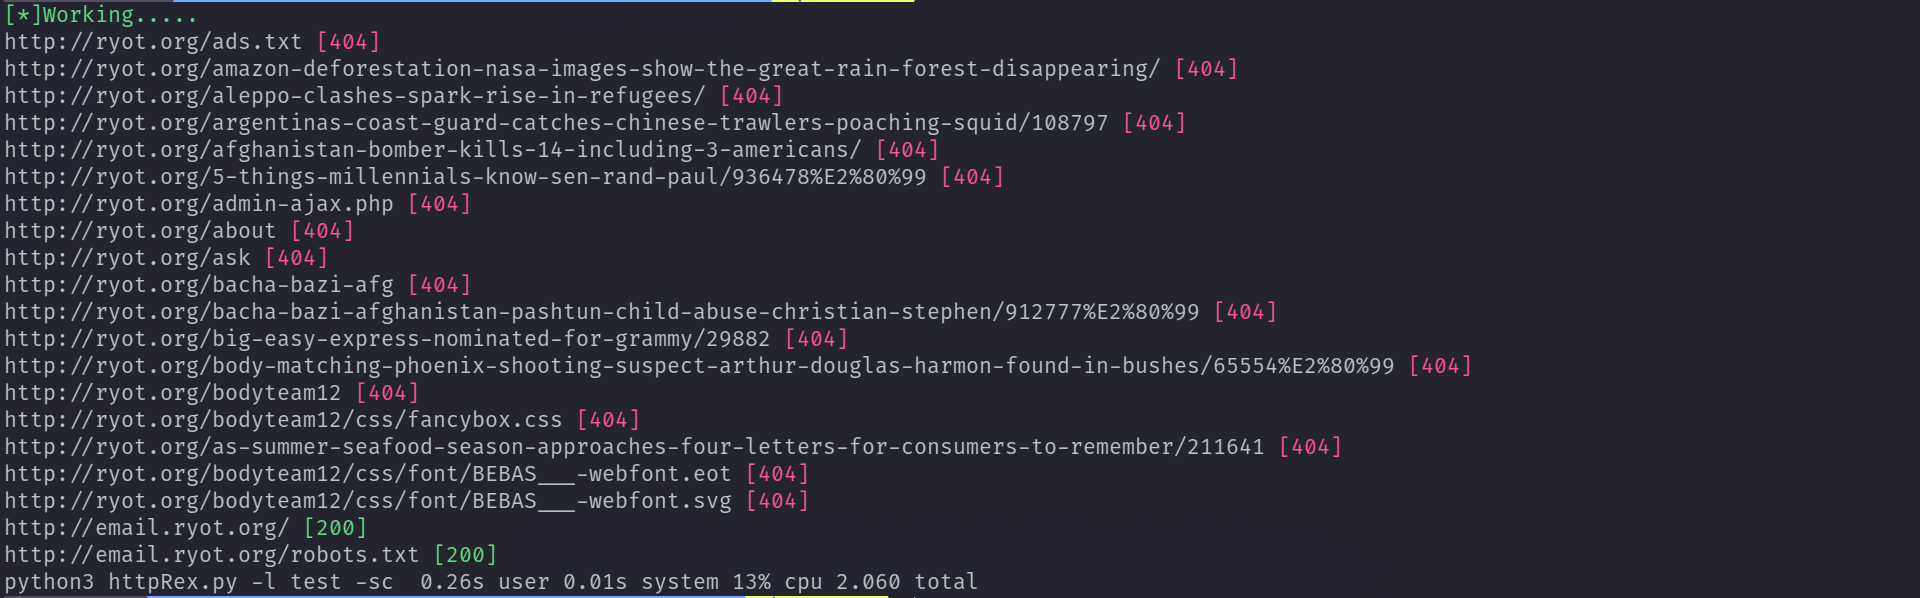 [*]Working.....
http://ryot.org/ads.txt [404]
http://ryot.org/amazon-deforestation-nasa-images-show-the-great-rain-forest-disappearing/ [404]
http://ryot.org/aleppo-clashes-spark-rise-in-refugees/ [404]
http://ryot.org/argentinas-coast-guard-catches-chinese-trawlers-poaching-squid/108797 [404]
http://ryot.org/afghanistan-bomber-kills-14-including-3-americans/ [404]
http://ryot.org/5-things-millennials-know-sen-rand-paul/936478%E2%80%99 [404]
http://ryot.org/admin-ajax.php [404]
http://ryot.org/about [404]
http://ryot.org/ask [404]
http://ryot.org/bacha-bazi-afg [404]
http://ryot.org/bacha-bazi-afghanistan-pashtun-child-abuse-christian-stephen/912777%E2%80%99 [404]
http://ryot.org/big-easy-express-nominated-for-grammy/29882 [404]
http://ryot.org/body-matching-phoenix-shooting-suspect-arthur-douglas-harmon-found-in-bushes/65554%E2%80%99 [404]
http://ryot.org/bodyteam12 [404]
http://ryot.org/bodyteam12/css/fancybox.css [404]
http://ryot.org/as-summer-seafood-season-approaches-four-letters-for-consumers-to-remember/211641 [404]
http://ryot.org/bodyteam12/css/font/BEBAS___-webfont.eot [404]
http://ryot.org/bodyteam12/css/font/BEBAS___-webfont.svg [404]
http://email.ryot.org/ [200]
http://email.ryot.org/robots.txt [200]
python3 httpRex.py -l test -sc  0.26s user 0.01s system 13% cpu 2.060 total